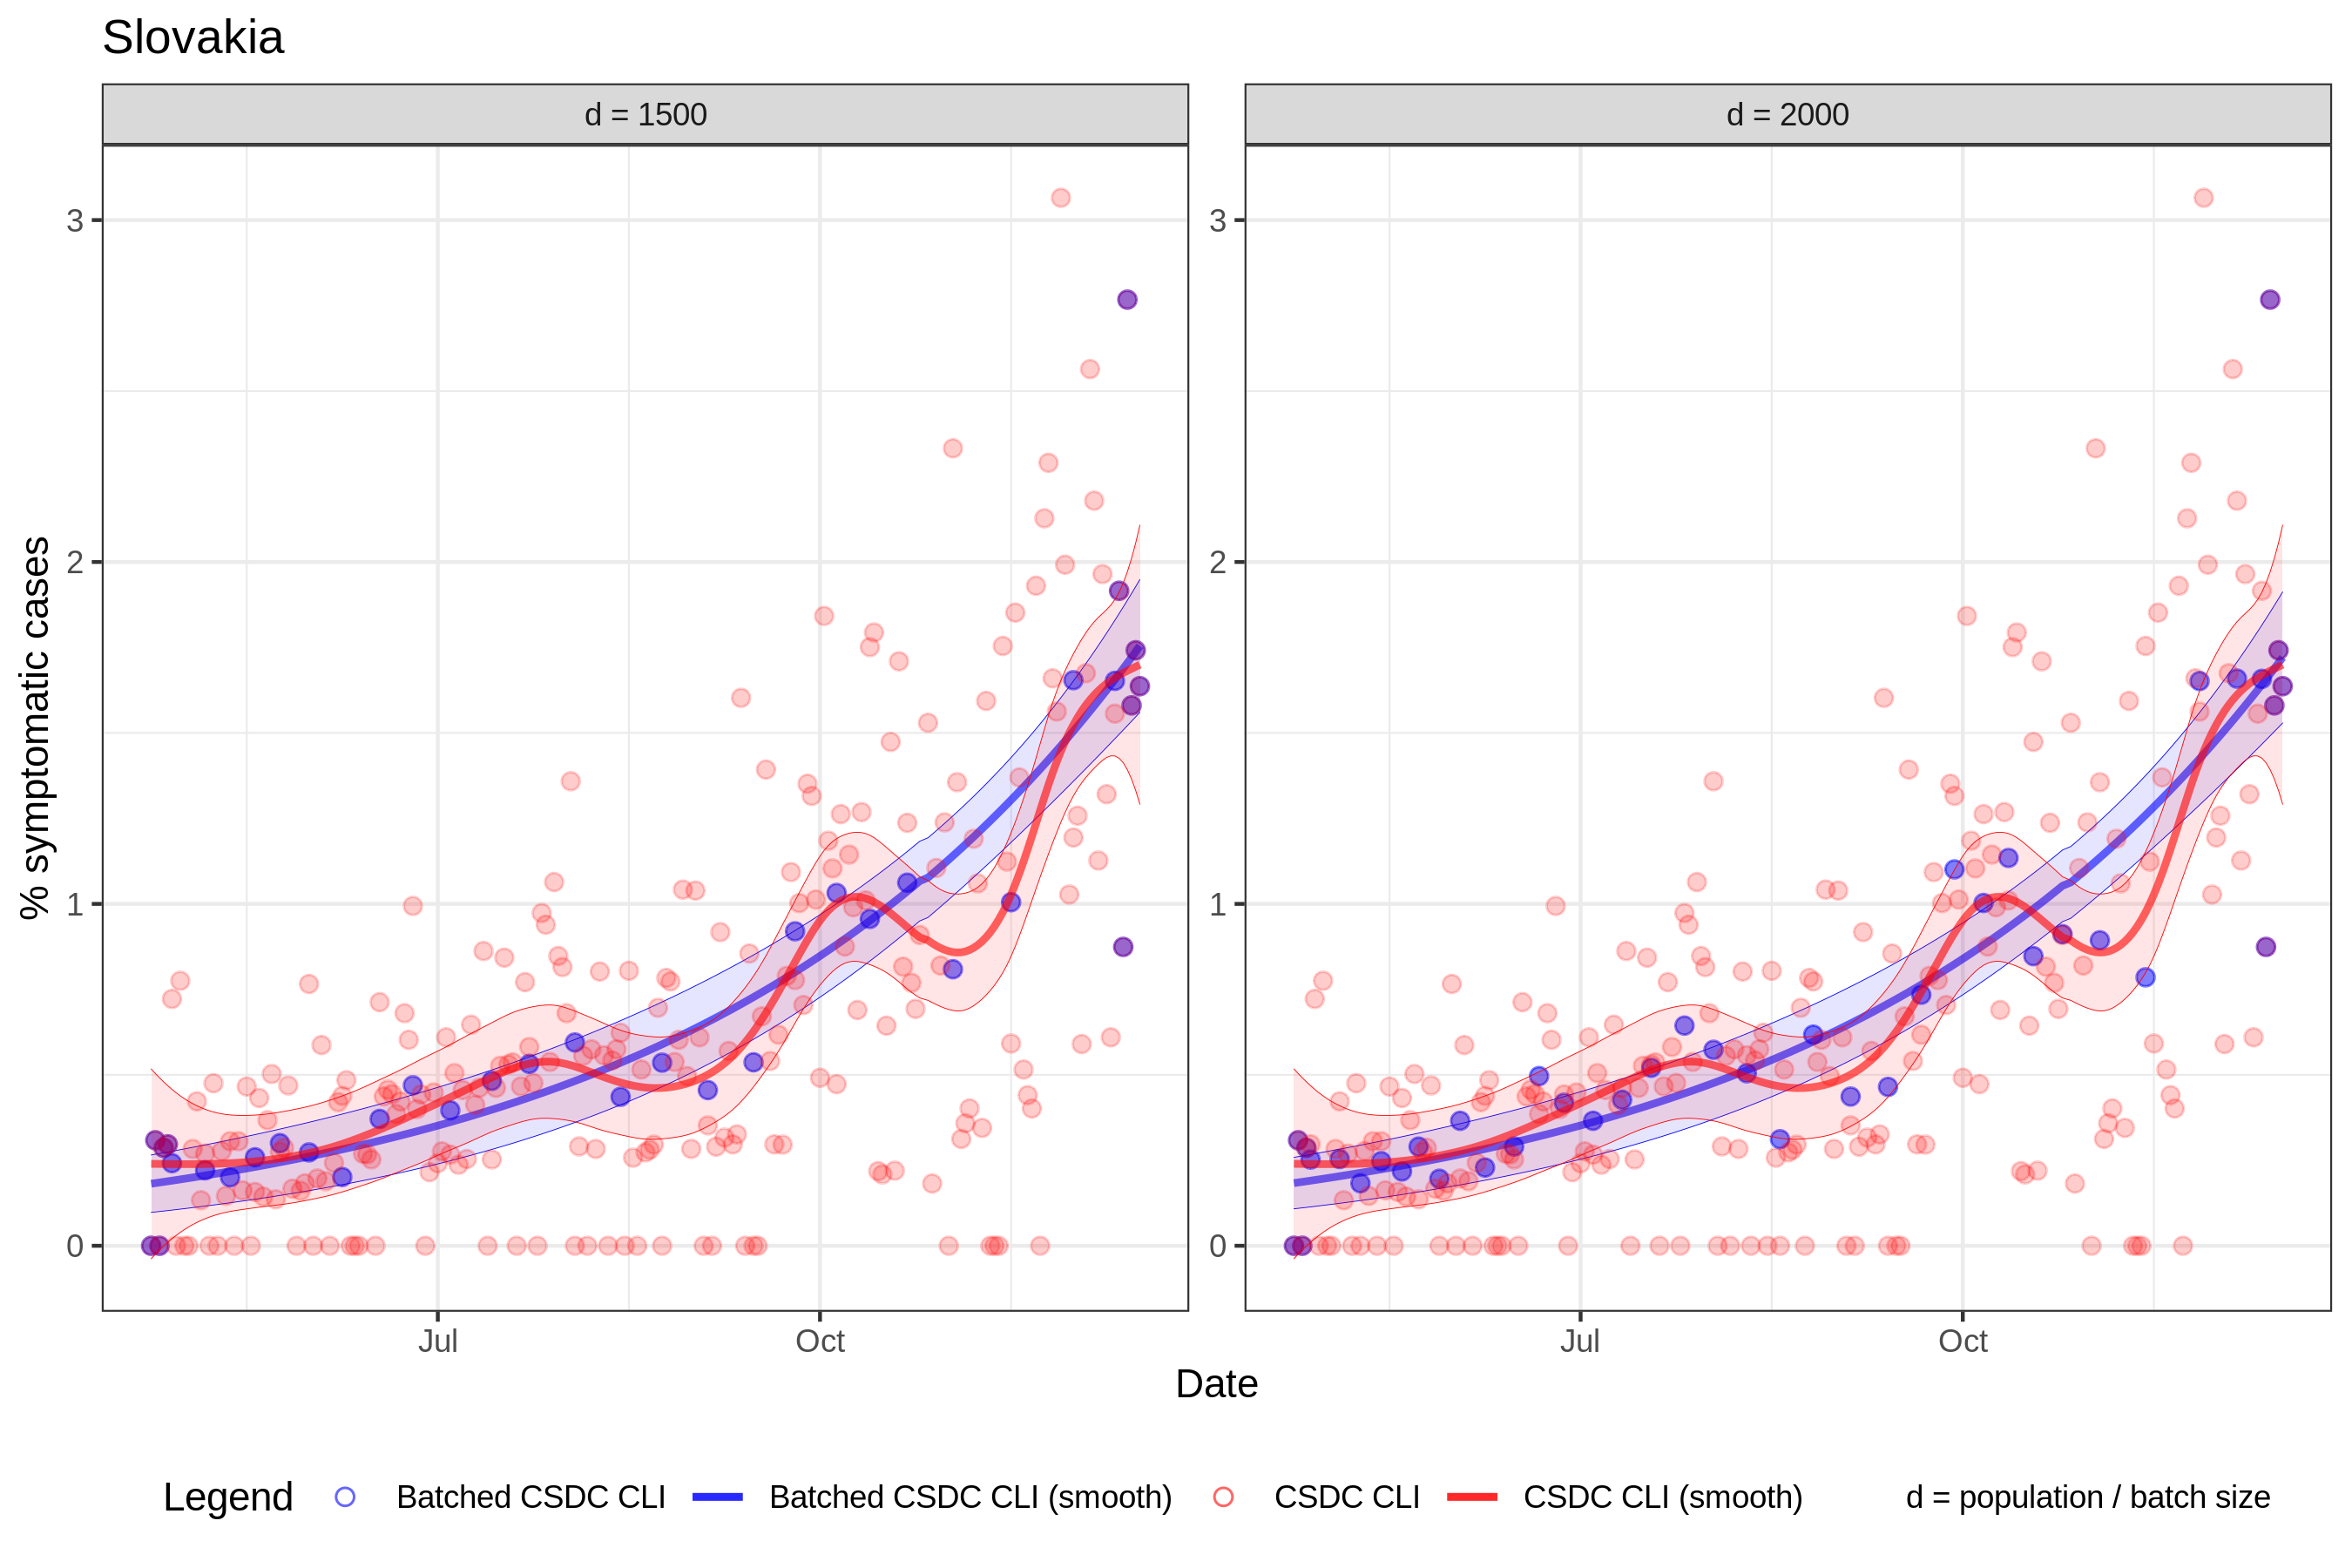 Slovakia
d = 1500
d = 2000
% symptomatic cases
3
2
1
0
3
2
1
0
Jul
Oct
Jul
Oct
Date
Legend
Batched CSDC CLI
Batched CSDC CLI (smooth)
CSDC CLI
CSDC CLI (smooth)
d = population / batch size